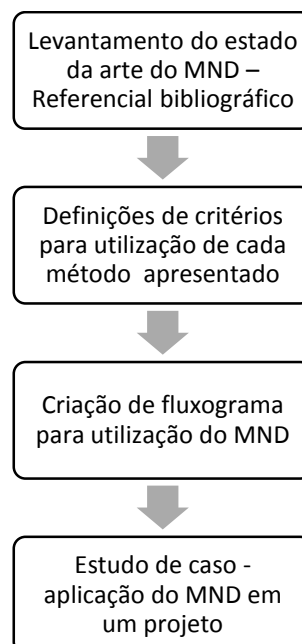 Levantamento do estado
da arte do MND –
Referencial bibliográfico
Definições de critérios
para utilização de cada
método apresentado
Criação de fluxograma
para utilização do MND
Estudo de caso -
aplicação do MND em
um projeto